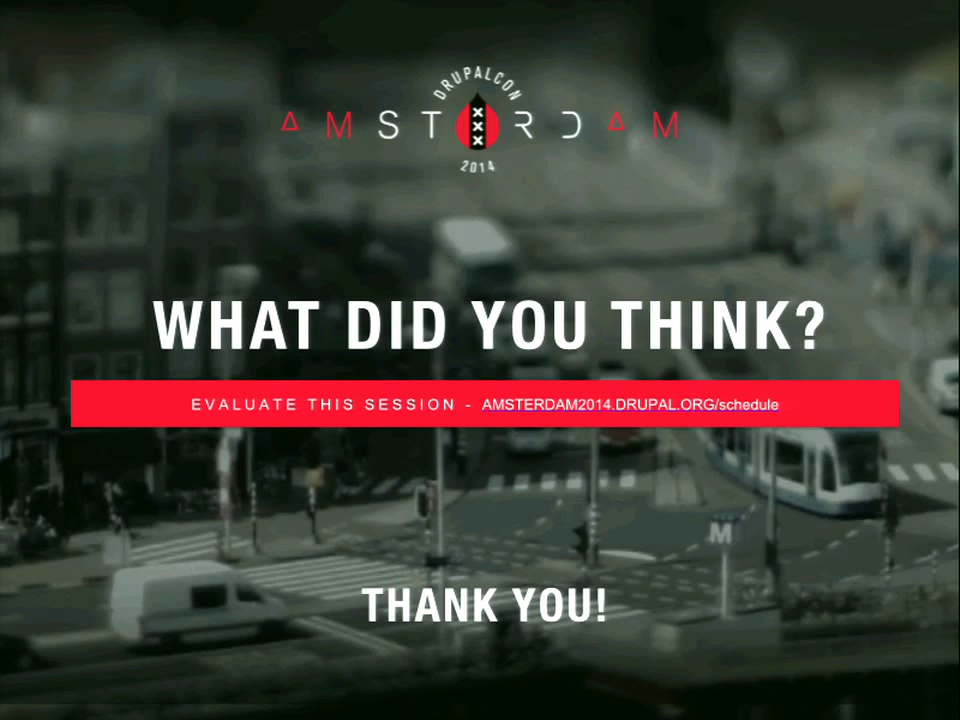 DRUPALCON
AMSTERDAM
2014
WHAT DID YOU THINK?
EVALUATE THIS SESSION - AMSTERDAM2014.DRUPAL.ORG/schedule
M
THANK YOU!